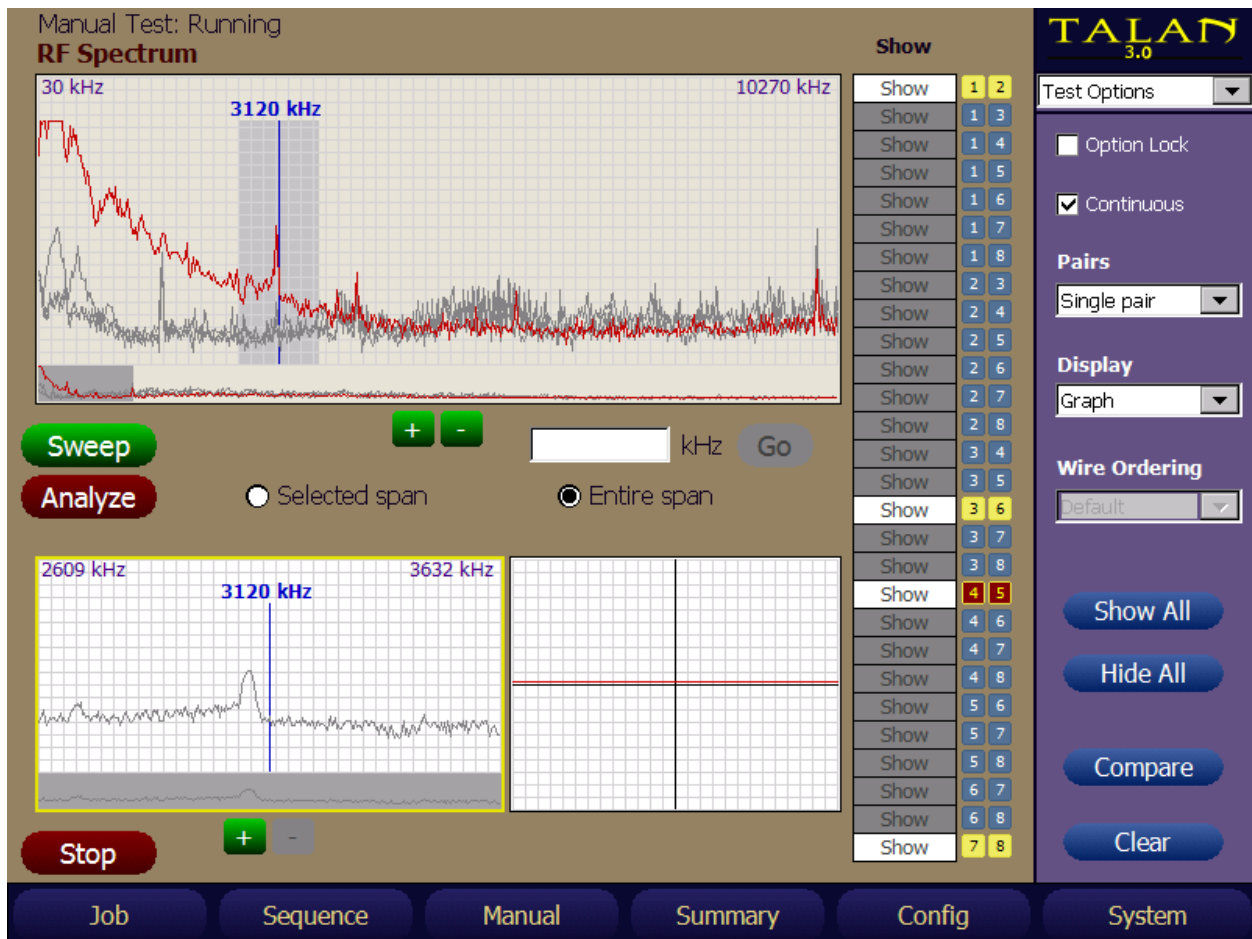 Manual Test: Running
RF Spectrum
30 kHz
10270 kHz
3120 kHz
Sweep
+
-
kHz
Go
Analyze
Selected span
Entire span
2609 kHz
3632 kHz
3120 kHz
Stop
+
-
Show
Show 1 2
Show 1 3
Show 1 4
Show 1 5
Show 1 6
Show 1 7
Show 1 8
Show 2 3
Show 2 4
Show 2 5
Show 2 6
Show 2 7
Show 2 8
Show 3 4
Show 3 5
Show 3 6
Show 3 7
Show 3 8
Show 4 5
Show 4 6
Show 4 7
Show 4 8
Show 5 6
Show 5 7
Show 5 8
Show 6 7
Show 6 8
Show 7 8
TALAN
3.0
Test Options
Option Lock
Continuous
Pairs
Single pair
Display
Graph
Wire Ordering
Default
Show All
Hide All
Compare
Clear
Job
Sequence
Manual
Summary
Config
System